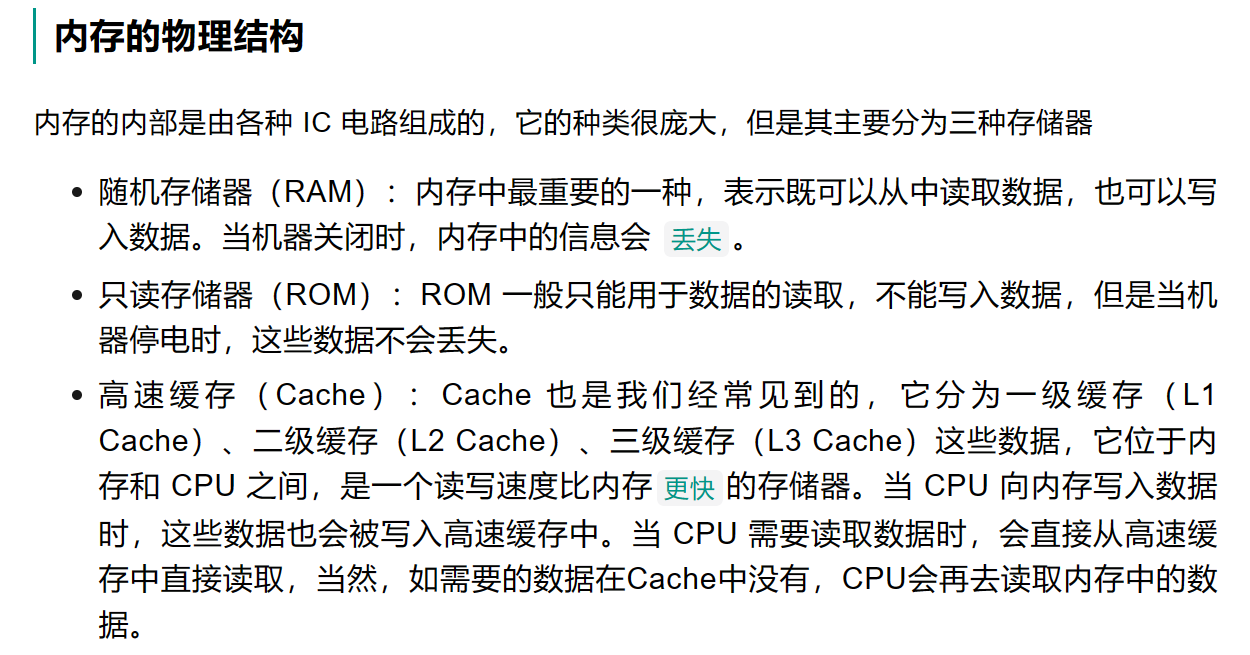 内存的物理结构
内存的内部是由各种 IC 电路组成的，它的种类很庞大，但是其主要分为三种存储器
随机存储器（RAM）：内存中最重要的一种，表示既可以从中读取数据，也可以写
入数据。当机器关闭时，内存中的信息会 丢失 。
只读存储器（ROM）：ROM 一般只能用于数据的读取，不能写入数据，但是当机
器停电时，这些数据不会丢失。
高速缓存（Cache）：Cache 也是我们经常见到的，它分为一级缓存（L1
Cache）、二级缓存（L2 Cache）、三级缓存（L3 Cache）这些数据，它位于内
存和 CPU 之间，是一个读写速度比内存 更快 的存储器。当 CPU 向内存写入数据
时，这些数据也会被写入高速缓存中。当 CPU 需要读取数据时，会直接从高速缓
存中直接读取，当然，如需要的数据在Cache中没有，CPU会再去读取内存中的数
据。